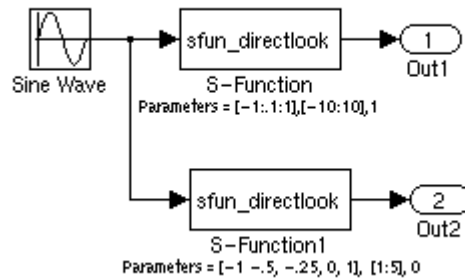 sfun_directlook
1
Out1
Sine Wave
S-Function
Parameters = [-1:.1:1],[-10:10],1
sfun_directlook
2
Out2
S-Function1
Parameters = [-1 -.5, -.25, 0, 1], [1:5], 0